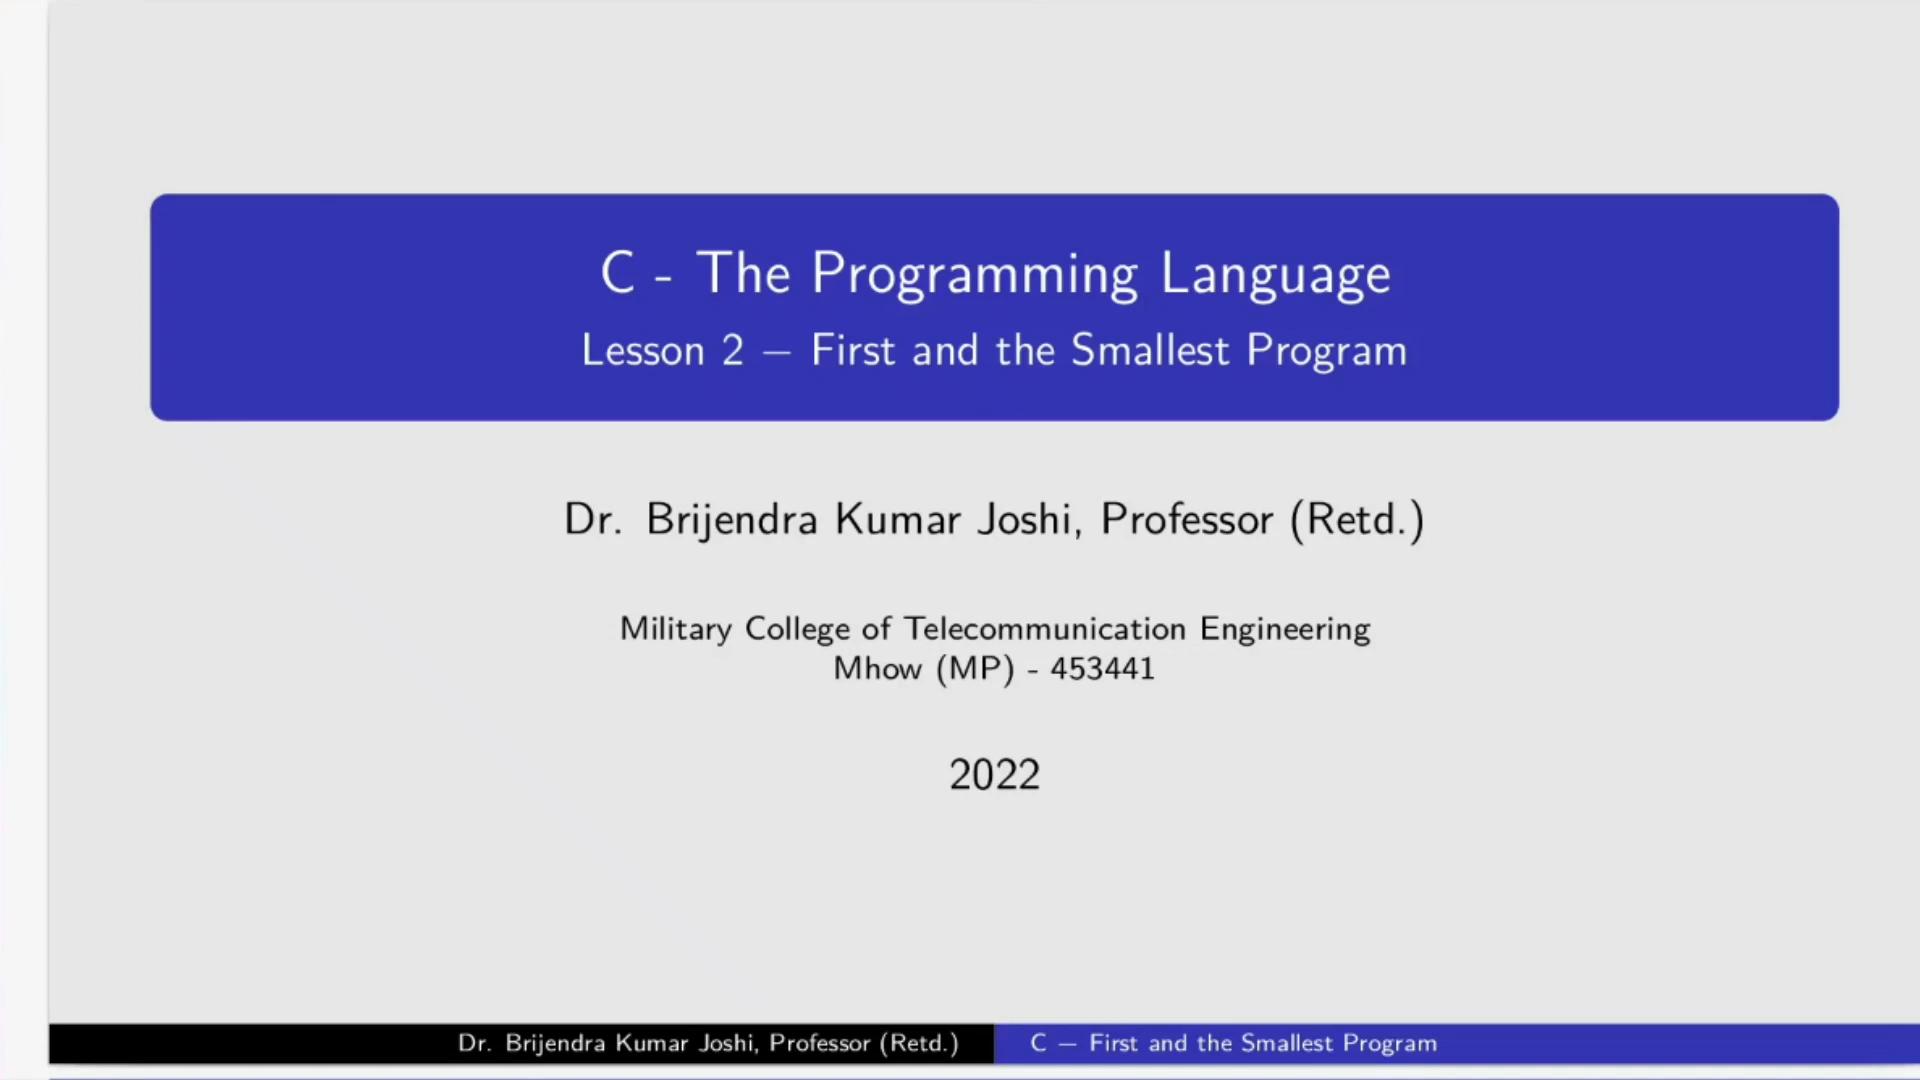 C - The Programming Language
Lesson 2 – First and the Smallest Program
Dr. Brijendra Kumar Joshi, Professor (Retd.)
Military College of Telecommunication Engineering
Mhow (MP) - 453441
2022
Dr. Brijendra Kumar Joshi, Professor (Retd.)
C — First and the Smallest Program